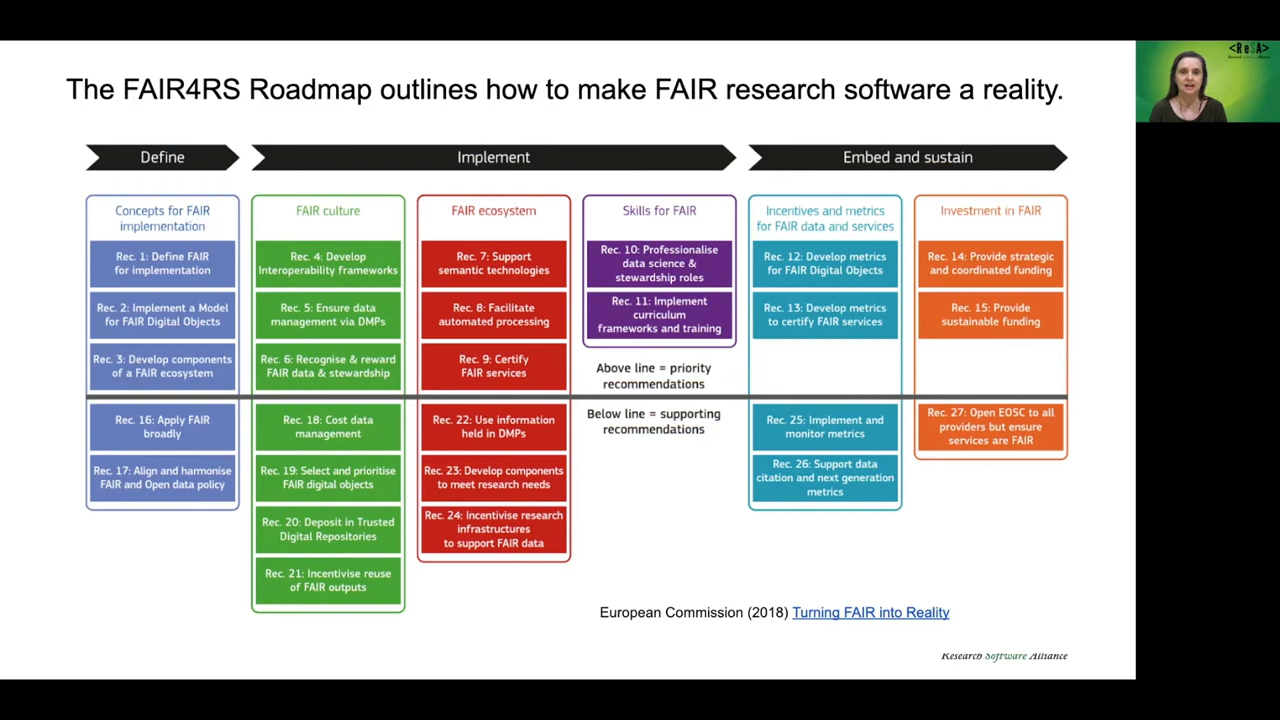 The FAIR4RS Roadmap outlines how to make FAIR research software a reality.
<ReSA>
Define
Implement
Embed and sustain
Concepts for FAIR
implementation
Rec. 1: Define FAIR
for implementation
Rec. 2: Implement a Model
for FAIR Digital Objects
Rec. 3: Develop components
of a FAIR ecosystem
Rec. 16: Apply FAIR
broadly
Rec. 17: Align and harmonise
FAIR and Open data policy
FAIR culture
Rec. 4: Develop
Interoperability frameworks
Rec. 5: Ensure data
management via DMPs
Rec. 6: Recognise & reward
FAIR data & stewardship
Rec. 18: Cost data
management
Rec. 19: Select and prioritise
FAIR digital objects
Rec. 20: Deposit in Trusted
Digital Repositories
Rec. 21: Incentivise reuse
of FAIR outputs
FAIR ecosystem
Rec. 7: Support
semantic technologies
Rec. 8: Facilitate
automated processing
Rec. 9: Certify
FAIR services
Rec. 22: Use information
held in DMPs
Rec. 23: Develop components
to meet research needs
Rec. 24: Incentivise research
infrastructures
to support FAIR data
Skills for FAIR
Rec. 10: Professionalise
data science &
stewardship roles
Rec. 11: Implement
curriculum
frameworks and training
Above line = priority
recommendations
Below line = supporting
recommendations
Incentives and metrics
for FAIR data and services
Rec. 12: Develop metrics
for FAIR Digital Objects
Rec. 13: Develop metrics
to certify FAIR services
Rec. 25: Implement and
monitor metrics
Rec. 26: Support data
citation and next generation
metrics
Investment in FAIR
Rec. 14: Provide strategic
and coordinated funding
Rec. 15: Provide
sustainable funding
Rec. 27: Open EOSC to all
providers but ensure
services are FAIR
European Commission (2018) Turning FAIR into Reality
Research Software Alliance